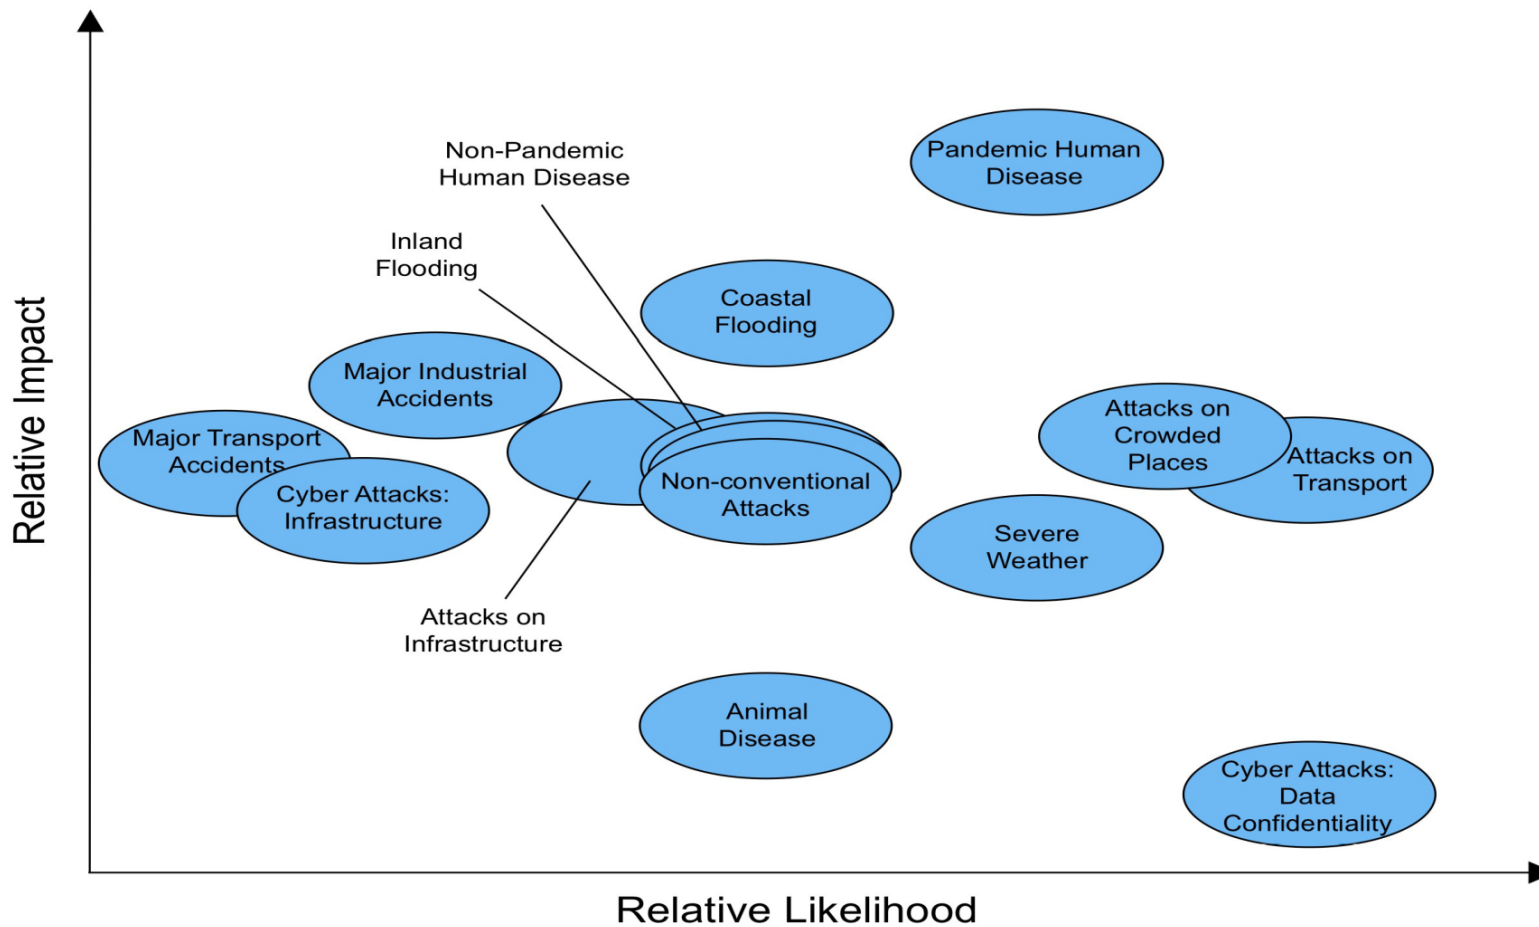 Non-Pandemic
Human Disease
Pandemic Human
Disease
Inland
Flooding
Coastal
Flooding
Major Industrial
Accidents
Attacks on
Crowded
Places
Major Transport
Accidents
Attacks on
Transport
Cyber Attacks:
Infrastructure
Non-conventional
Attacks
Severe
Weather
Attacks on
Infrastructure
Animal
Disease
Cyber Attacks:
Data
Confidentiality
Relative Impact
Relative Likelihood